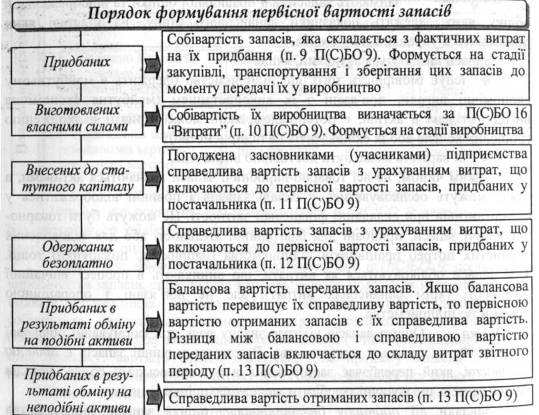 Порядок формування первісної вартості запасів
Придбаних
Собівартість запасів, яка складається з фактичних витрат
на їх придбання (п. 9 П(С)БО 9). Формується на стадії
закупівлі, транспортування і зберігання цих запасів до
моменту передачі їх у виробництво
Виготовлених
власними силами
Собівартість їх виробництва визначається за П(С)БО 16
“Витрати” (п. 10 П(С)БО 9). Формується на стадії виробництва
Внесених до ста-
тутного капіталу
Погоджена засновниками (учасниками) підприємства
справедлива вартість запасів з урахуванням витрат, що
включаються до первісної вартості запасів, придбаних у
постачальника (п. 11 П(С)БО 9)
Одержаних
безоплатно
Справедлива вартість запасів з урахуванням витрат, що
включаються до первісної вартості запасів, придбаних у
постачальника (п. 12 П(С)БО 9)
Придбаних в
результаті обміну
на подібні активи
Балансова вартість переданих запасів. Якщо балансова
вартість перевищує їх справедливу вартість, то первісною
вартістю отриманих запасів є їх справедлива вартість.
Різниця між балансовою і справедливою вартістю
переданих запасів включається до складу витрат звітного
періоду (п. 13 П(С)БО 9)
Придбаних в резу-
льтаті обміну на
неподібні активи
Справедлива вартість отриманих запасів (п. 13 П(С)БО 9)